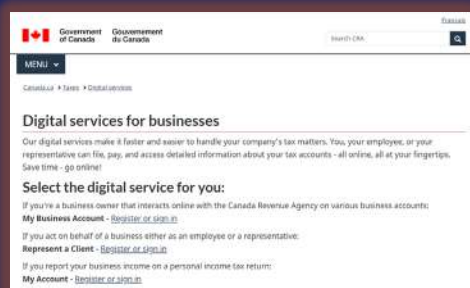 Français
Government of Canada
Gouvernement du Canada
Search CRA
MENU
Canada.ca
Taxes
Digital services
Digital services for businesses
Our digital services make it faster and easier to handle your company's tax matters. You, your employee, or your
representative can file, pay, and access detailed information about your tax accounts - all online, all at your fingertips.
Save time - go online!
Select the digital service for you:
If you're a business owner that interacts online with the Canada Revenue Agency on various business accounts:
My Business Account - Register or sign in
If you act on behalf of a business either as an employee or a representative:
Represent a Client - Register or sign in
If you report your business income on a personal income tax return:
My Account - Register or sign in